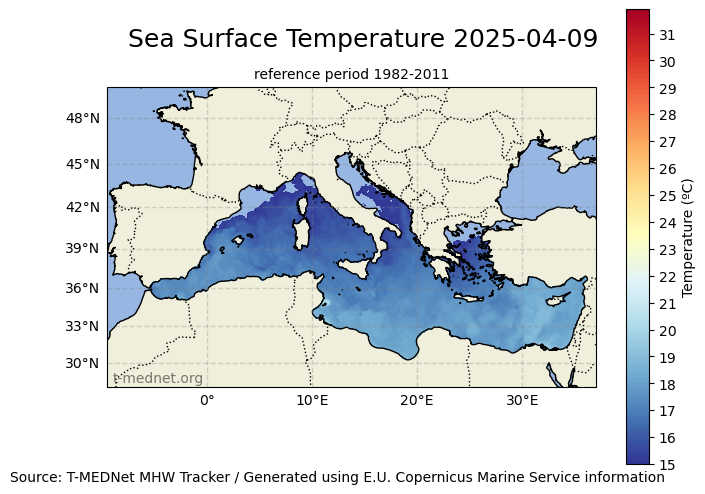 Sea Surface Temperature 2025-04-09
reference period 1982-2011
48°N
45°N
42°N
39°N
36°N
33°N
30°N
t-mednet.org
0°
10°E
20°E
30°E
31
30
29
28
27
26
25
24
23
22
21
20
19
18
17
16
15
Temperature (ºC)
Source: T-MEDNet MHW Tracker / Generated using E.U. Copernicus Marine Service information